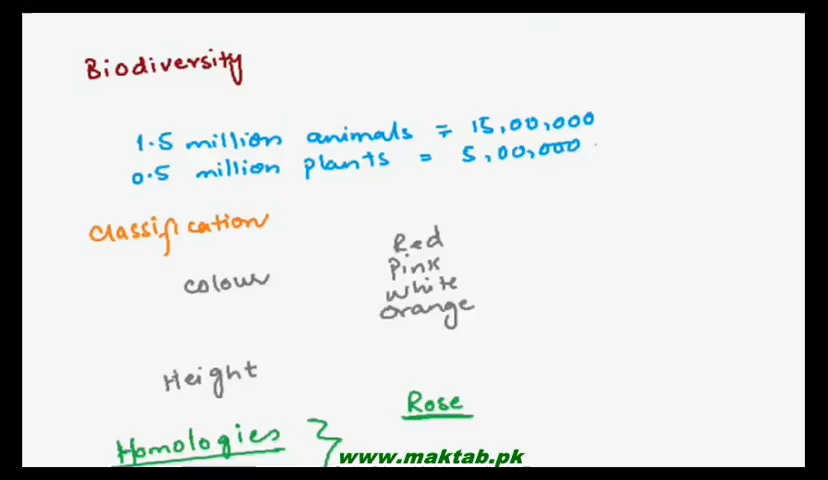 Biodiversity
1.5 million animals = 15,00,000
0.5 million plants = 5,00,000
Classification
Colour
Red
Pink
White
Orange
Height
Rose
Homologies }
www.maktab.pk